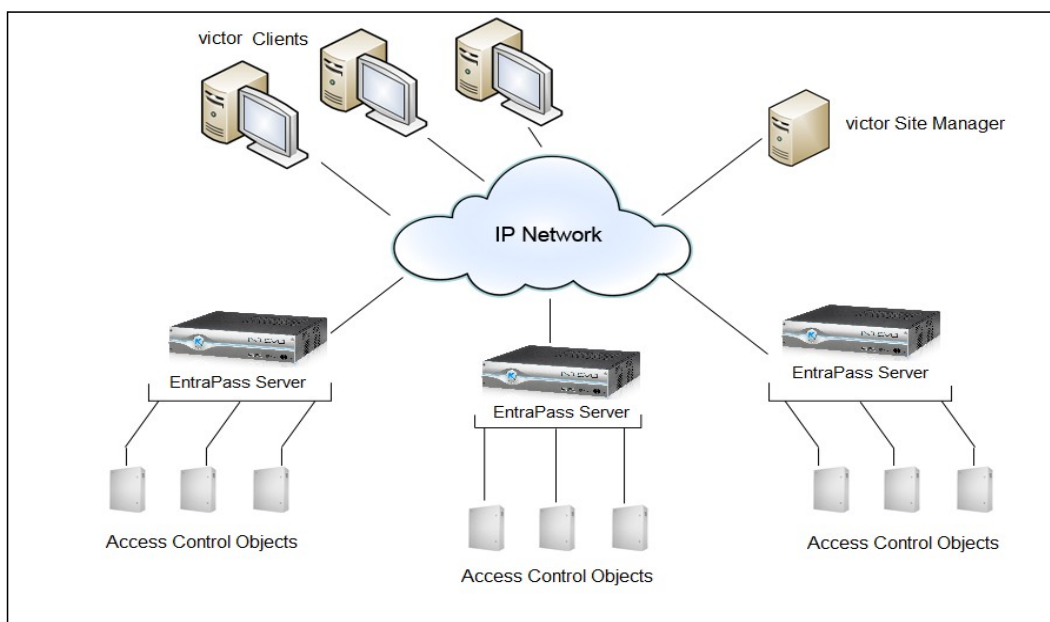 victor Clients
victor Site Manager
IP Network
EntraPass Server
EntraPass Server
EntraPass Server
Access Control Objects
Access Control Objects
Access Control Objects